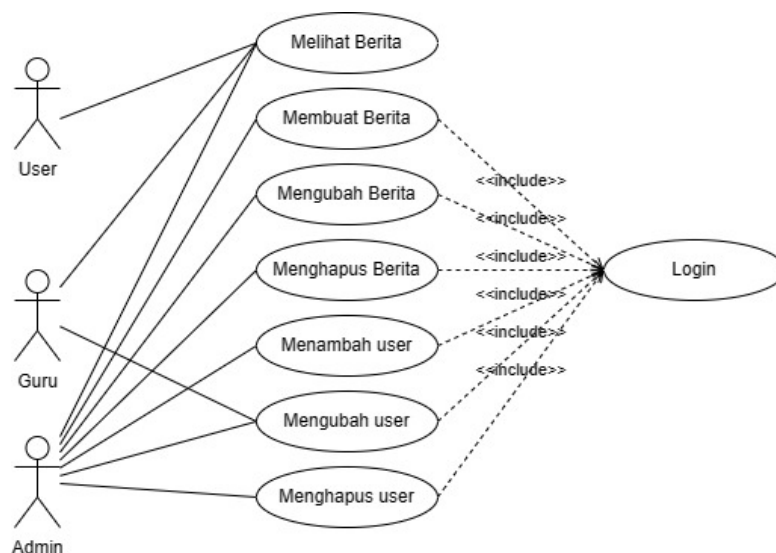 Melihat Berita
User
Membuat Berita
<<include>>
Mengubah Berita
<<include>>
Menghapus Berita
<<include>>
Login
Guru
Menambah user
<<include>>
<<include>>
Mengubah user
<<include>>
Menghapus user
Admin